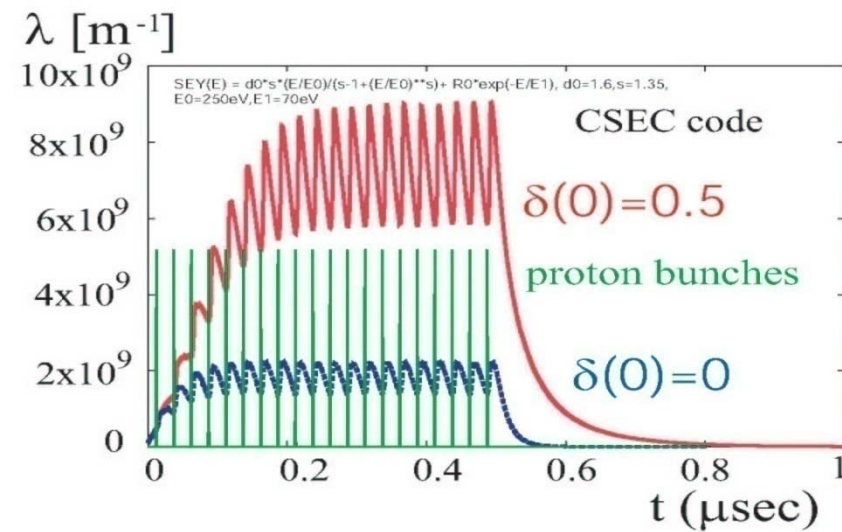 λ [m⁻¹]
10x10⁹
SEY(E) = d0*s*(E/E0)/(s-1+(E/E0)**s)+ R0*exp(-E/E1), d0=1.6,s=1.35,
E0=250eV,E1=70eV
CSEC code
8x10⁹
δ(0)=0.5
6x10⁹
proton bunches
4x10⁹
2x10⁹
δ(0)=0
0
0 0.2 0.4 0.6 0.8 1
t (μsec)